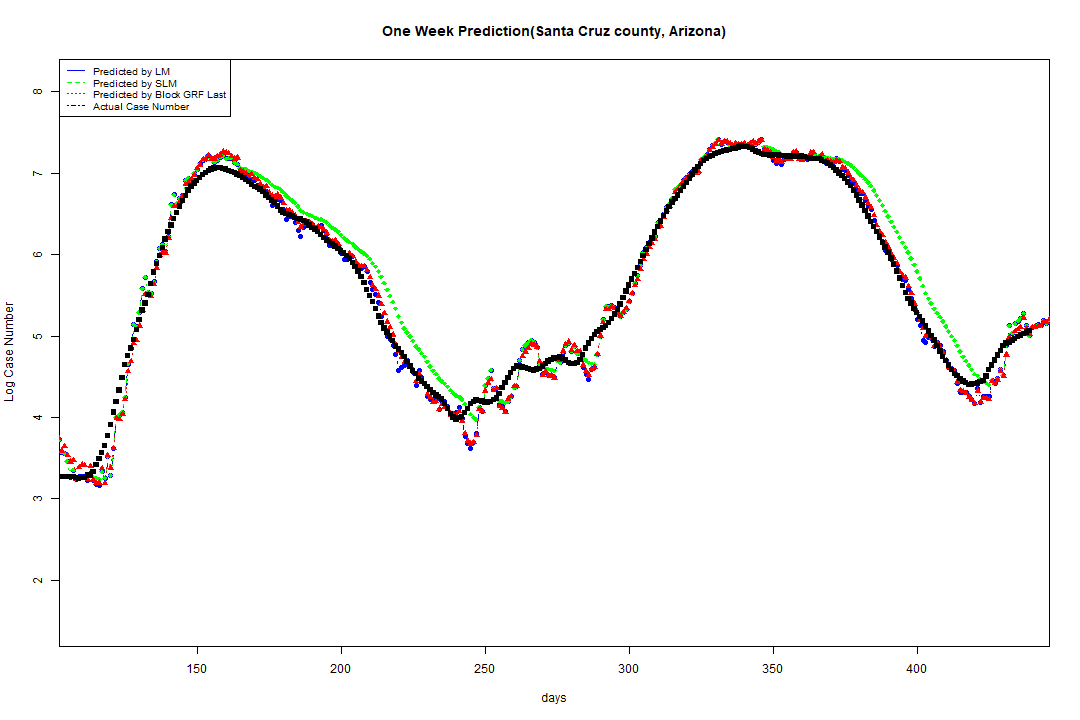 One Week Prediction(Santa Cruz county, Arizona)
Predicted by LM
Predicted by SLM
Predicted by Block GRF Last
Actual Case Number
8
7
6
5
4
3
2
Log Case Number
150 200 250 300 350 400
days